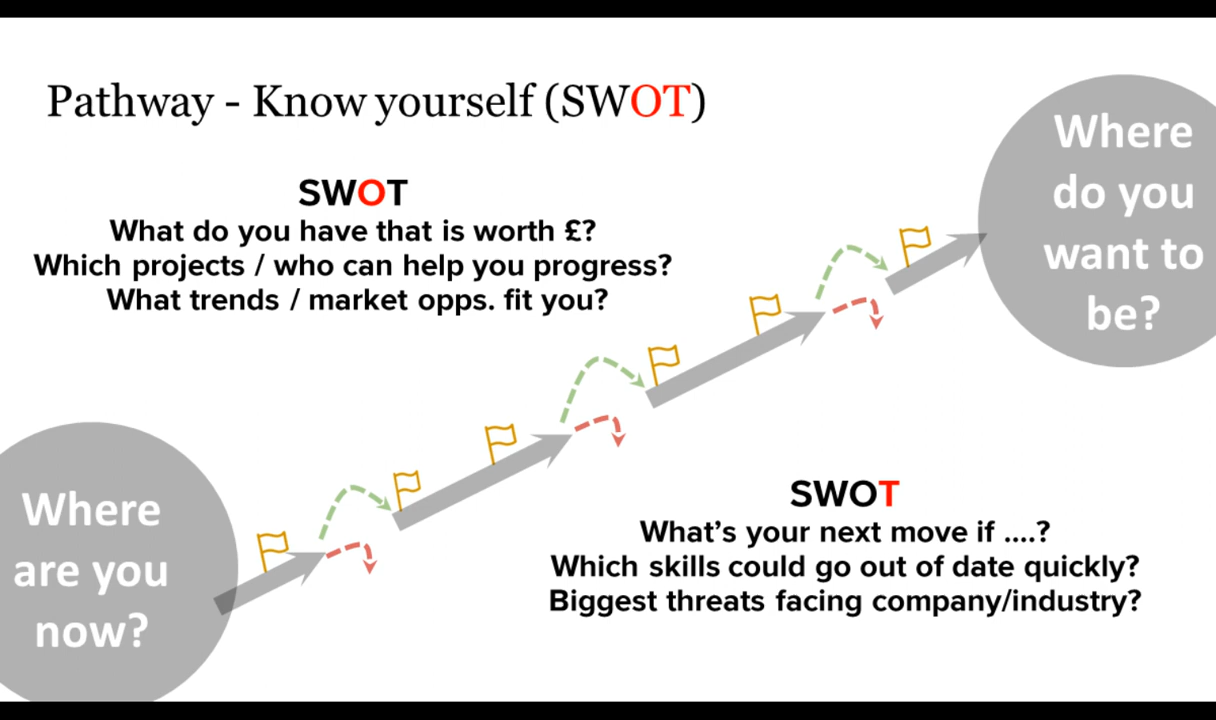 Pathway - Know yourself (SWOT)
SWOT
What do you have that is worth £?
Which projects / who can help you progress?
What trends / market opps. fit you?
Where
do you
want to
be?
Where
are you
now?
SWOT
What's your next move if ....?
Which skills could go out of date quickly?
Biggest threats facing company/industry?